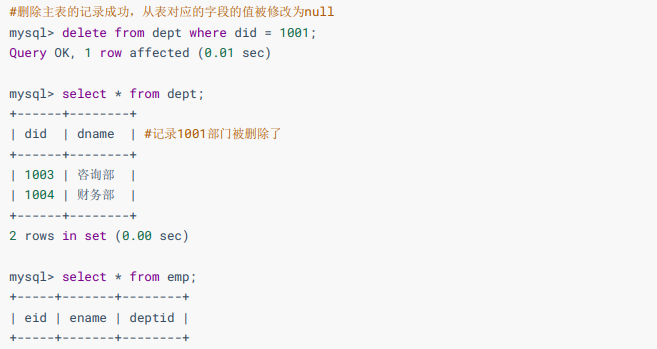 #删除主表的记录成功，从表对应的字段的值被修改为null
mysql> delete from dept where did = 1001;
Query OK, 1 row affected (0.01 sec)
mysql> select * from dept;
+------+--------+
| did  | dname  | #记录1001部门被删除了
+------+--------+
| 1003 | 咨询部  |
| 1004 | 财务部  |
+------+--------+
2 rows in set (0.00 sec)
mysql> select * from emp;
+-----+-------+--------+
| eid | ename | deptid |
+-----+-------+--------+